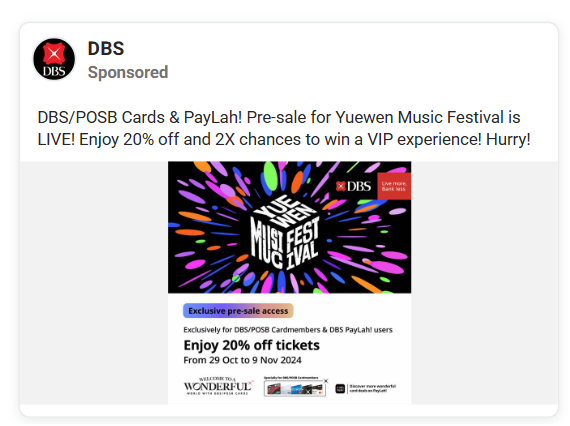 DBS
Sponsored
DBS
DBS/POSB Cards & PayLah! Pre-sale for Yuewen Music Festival is
LIVE! Enjoy 20% off and 2X chances to win a VIP experience! Hurry!
DBS
Live more,
Bank less
YUE
WEN
MUSIC
FEST
IVAL
Exclusive pre-sale access
Exclusively for DBS/POSB Cardmembers & DBS PayLah! users
Enjoy 20% off tickets
From 29 Oct to 9 Nov 2024
WELCOME TO A
WONDERFUL
WORLD WITH DBS/POSB CARDS
Specially for DBS/POSB Cardmembers
Discover more wonderful
card deals on PayLah!